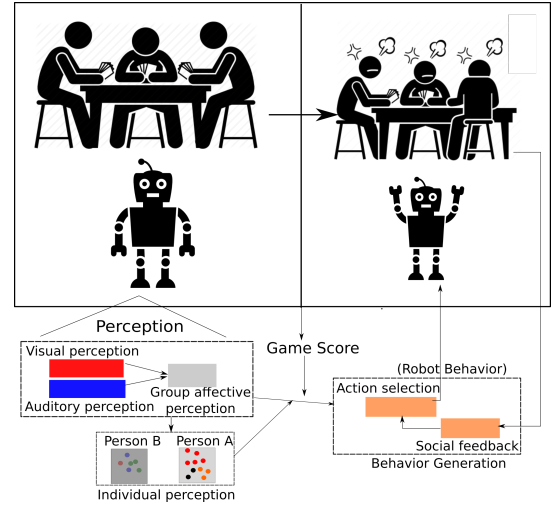 Perception
Visual perception
Auditory perception
Group affective
perception
Person B
Person A
Individual perception
Game Score
(Robot Behavior)
Action selection
Social feedback
Behavior Generation